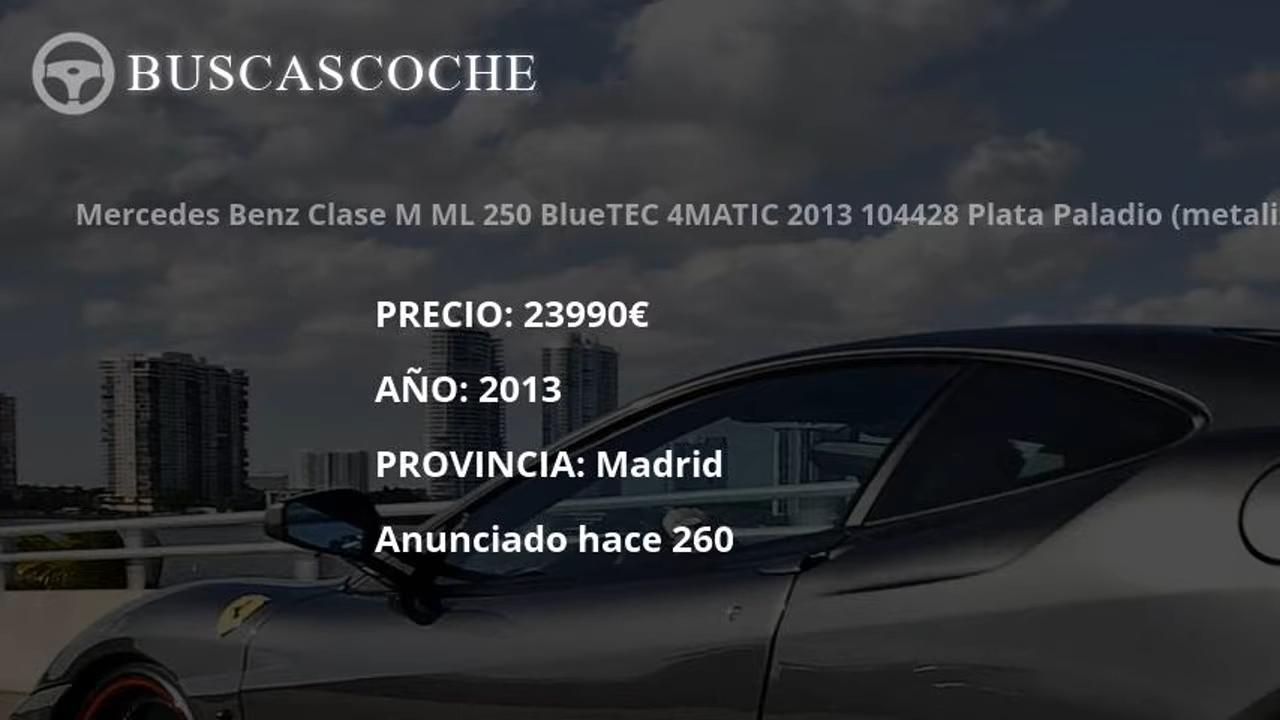 BUSCASCOCHE
Mercedes Benz Clase M ML 250 BlueTEC 4MATIC 2013 104428 Plata Paladio (metali
PRECIO: 23990€
AÑO: 2013
PROVINCIA: Madrid
Anunciado hace 260